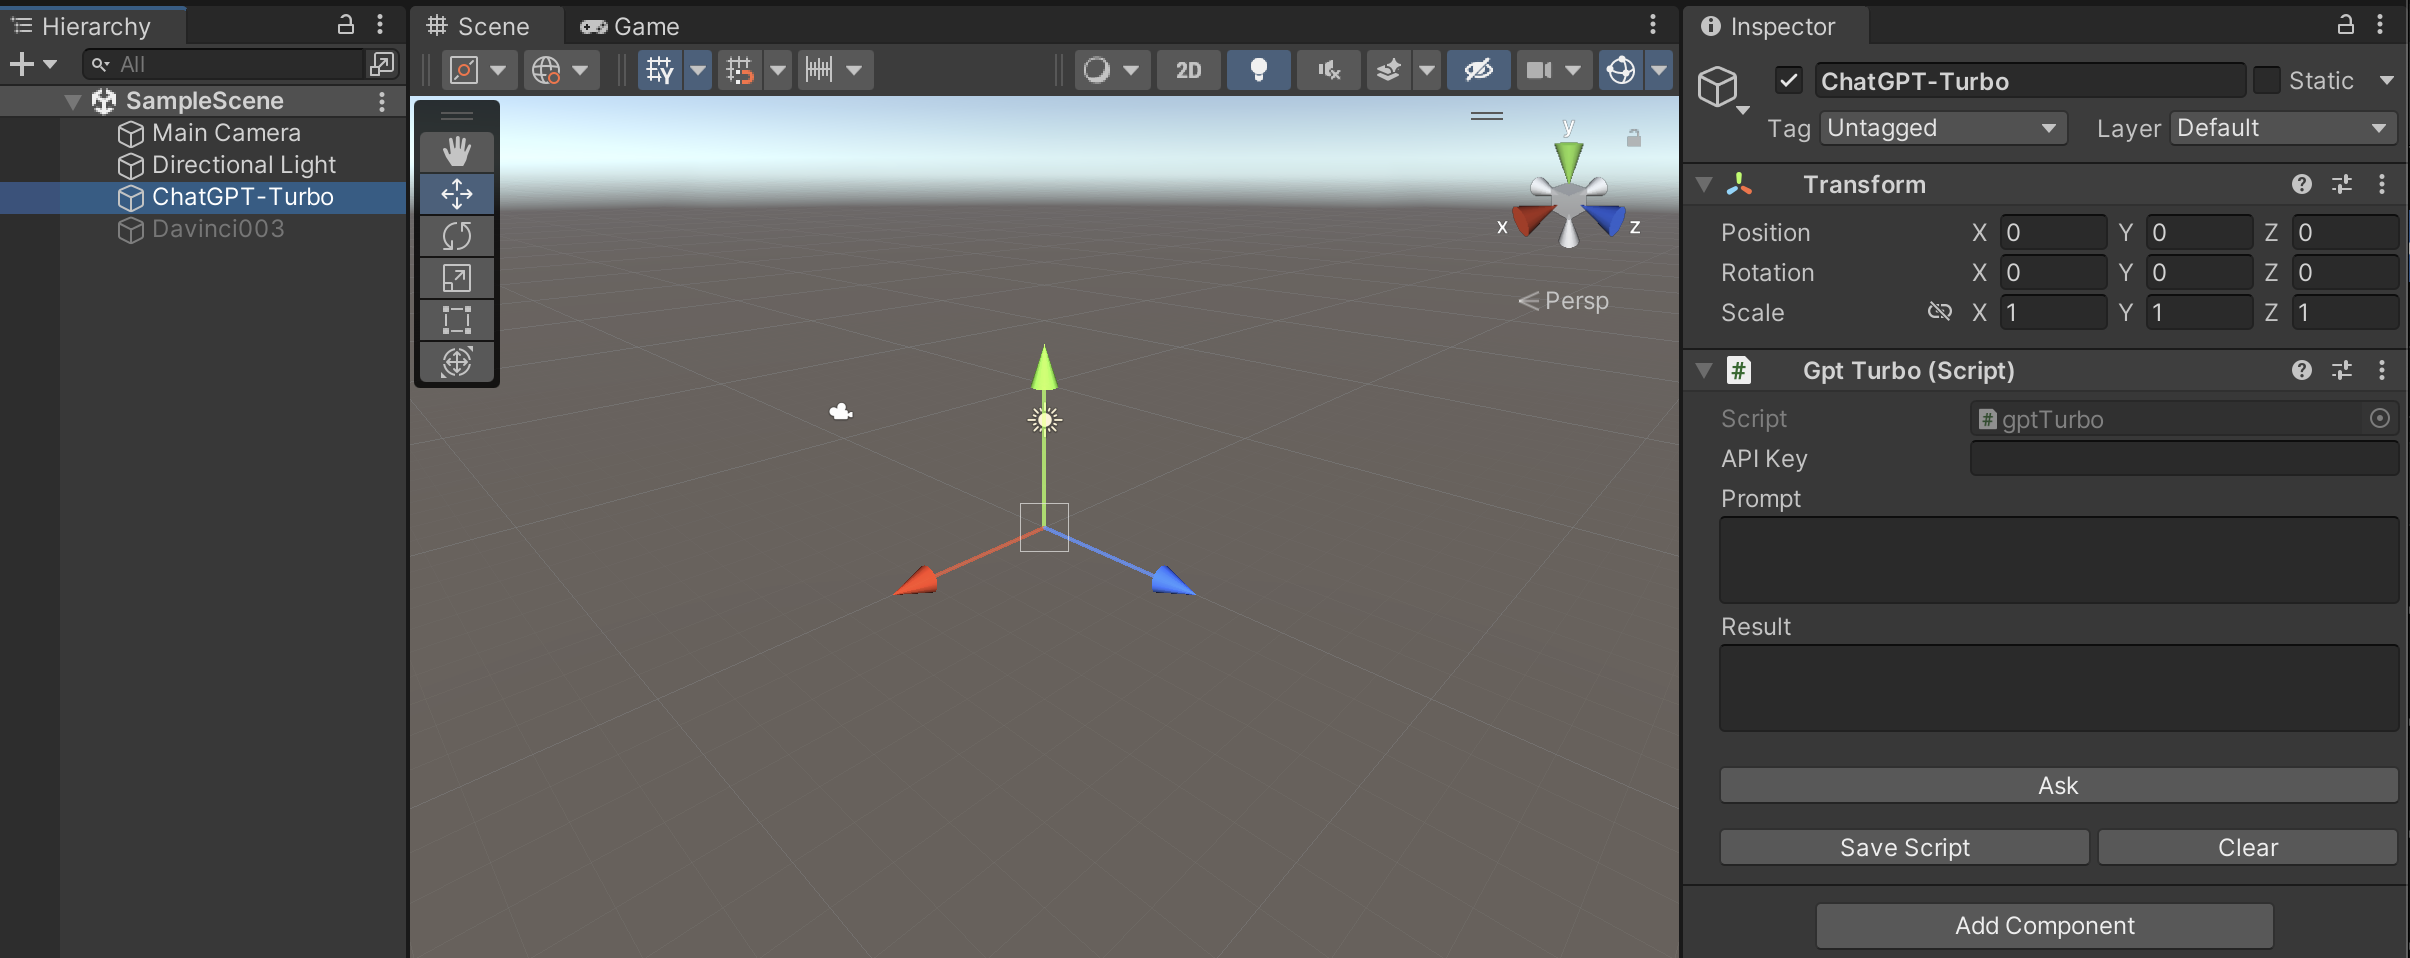 Hierarchy
All
SampleScene
Main Camera
Directional Light
ChatGPT-Turbo
Davinci003
Scene
Game
Y
2D
y
x
z
Persp
Inspector
ChatGPT-Turbo
Static
Tag Untagged Layer Default
Transform
Position X 0 Y 0 Z 0
Rotation X 0 Y 0 Z 0
Scale X 1 Y 1 Z 1
# Gpt Turbo (Script)
Script # gptTurbo
API Key
Prompt
Result
Ask
Save Script Clear
Add Component